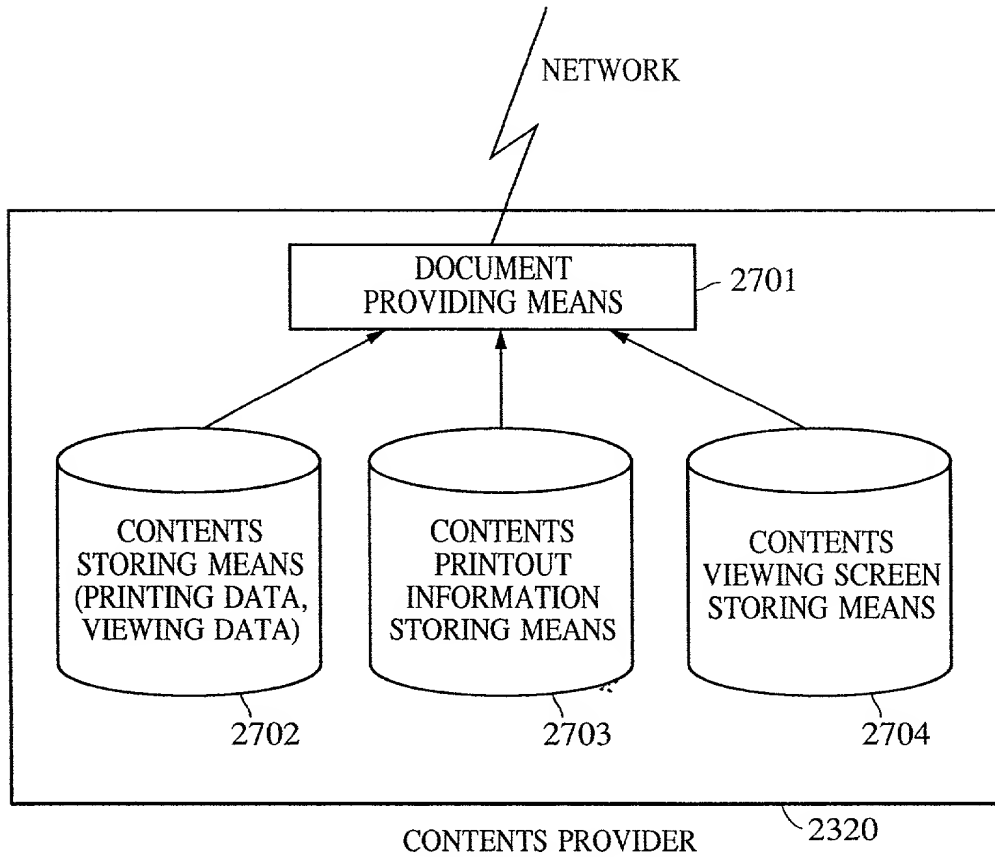 NETWORK
DOCUMENT
PROVIDING MEANS
2701
CONTENTS
STORING MEANS
(PRINTING DATA,
VIEWING DATA)
2702
CONTENTS
PRINTOUT
INFORMATION
STORING MEANS
2703
CONTENTS
VIEWING SCREEN
STORING MEANS
2704
2320
CONTENTS PROVIDER